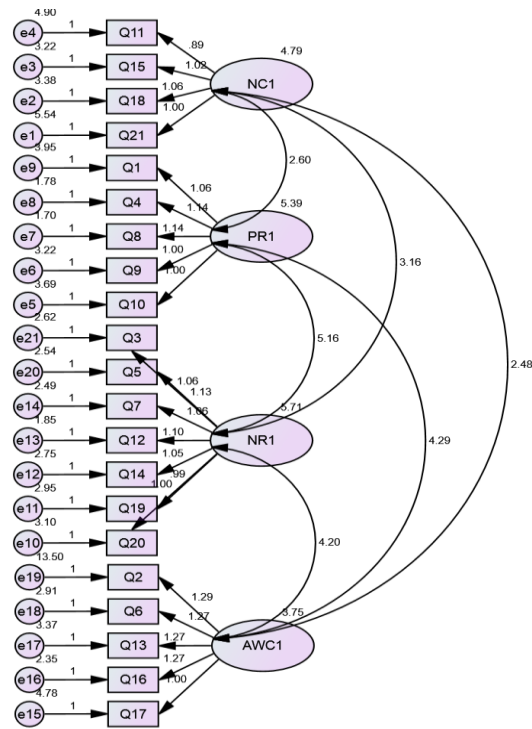 4.90
e4 1 Q11 .89 4.79
3.22
e3 1 Q15 1.02 NC1
3.38
e2 1 Q18 1.06
5.54 1.00
e1 1 Q21
3.95 2.60
e9 1 Q1 1.06
1.78 5.39
e8 1 Q4 1.14
1.70
e7 1 Q8 1.14 PR1
3.22 1.00
e6 1 Q9 1.00 3.16
3.69
e5 1 Q10
2.62
e21 1 Q3 5.16
2.54 2.48
e20 1 Q5 1.06
2.49 1.13
e14 1 Q7 1.06 5.71
1.85
e13 1 Q12 1.10 NR1 4.29
2.75 1.05
e12 1 Q14 .99
2.95 1.00
e11 1 Q19
3.10 4.20
e10 1 Q20
13.50
e19 1 Q2 1.29
2.91 3.75
e18 1 Q6 1.27
3.37
e17 1 Q13 1.27 AWC1
2.35 1.27
e16 1 Q16 1.00
4.78
e15 1 Q17